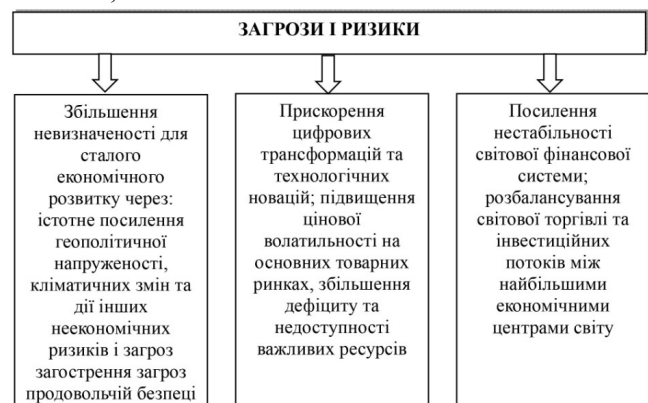 ЗАГРОЗИ І РИЗИКИ
Збільшення
невизначеності для
сталого
економічного
розвитку через:
істотне посилення
геополітичної
напруженості,
кліматичних змін та
дії інших
неекономічних
ризиків і загроз
загострення загроз
продовольчій безпеці
Прискорення
цифрових
трансформацій та
технологічних
новацій; підвищення
цінової
волатильності на
основних товарних
ринках, збільшення
дефіциту та
недоступності
важливих ресурсів
Посилення
нестабільності
світової фінансової
системи;
розбалансування
світової торгівлі та
інвестиційних
потоків між
найбільшими
економічними
центрами світу